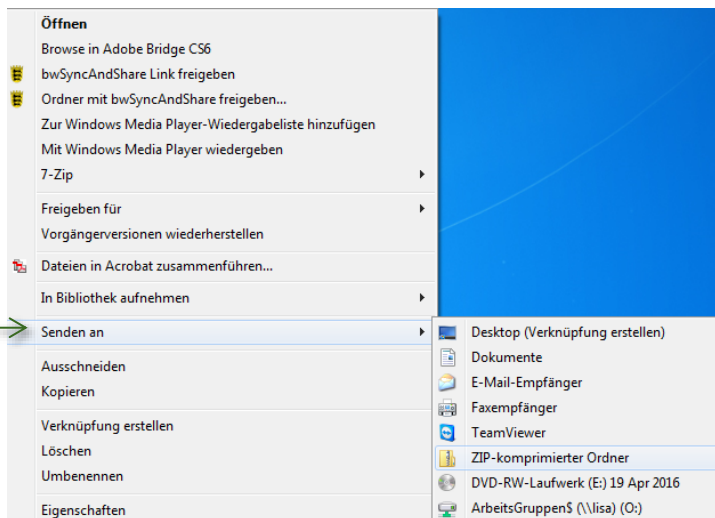 Öffnen
Browse in Adobe Bridge CS6
bwSyncAndShare Link freigeben
Ordner mit bwSyncAndShare freigeben...
Zur Windows Media Player-Wiedergabeliste hinzufügen
Mit Windows Media Player wiedergeben
7-Zip
Freigeben für
Vorgängerversionen wiederherstellen
Dateien in Acrobat zusammenführen...
In Bibliothek aufnehmen
Senden an
Ausschneiden
Kopieren
Verknüpfung erstellen
Löschen
Umbenennen
Eigenschaften
Desktop (Verknüpfung erstellen)
Dokumente
E-Mail-Empfänger
Faxempfänger
TeamViewer
ZIP-komprimierter Ordner
DVD-RW-Laufwerk (E:) 19 Apr 2016
ArbeitsGruppen$ (\\lisa) (O:)